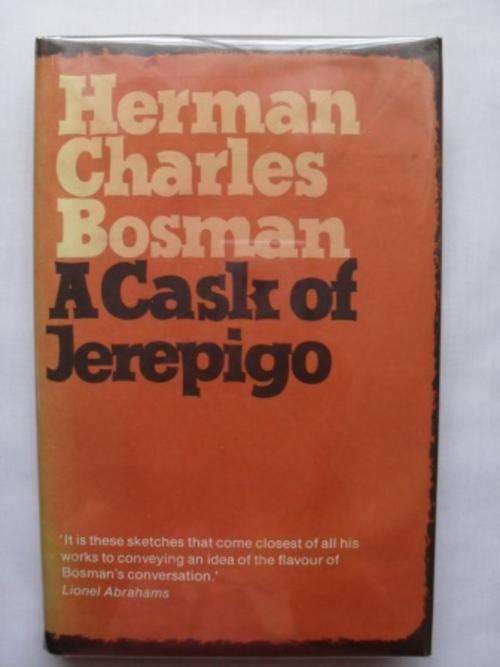 Herman
Charles
Bosman
A Cask of
Jerepigo
'It is these sketches that come closest of all his
works to conveying an idea of the flavour of
Bosman's conversation.'
Lionel Abrahams